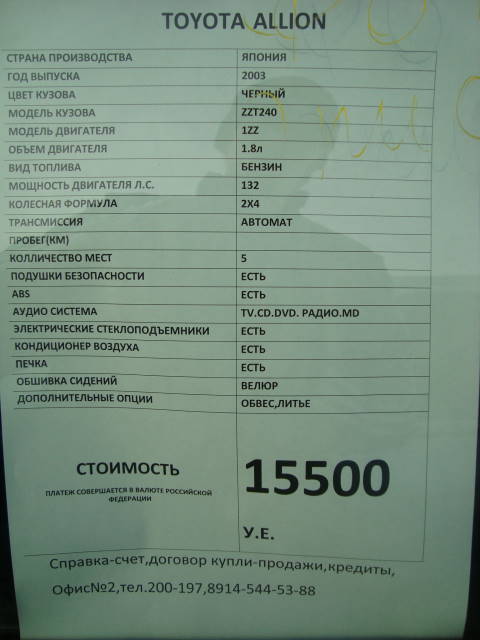 TOYOTA ALLION
СТРАНА ПРОИЗВОДСТВА ЯПОНИЯ
ГОД ВЫПУСКА 2003
ЦВЕТ КУЗОВА ЧЕРНЫЙ
МОДЕЛЬ КУЗОВА ZZT240
МОДЕЛЬ ДВИГАТЕЛЯ 1ZZ
ОБЪЕМ ДВИГАТЕЛЯ 1.8л
ВИД ТОПЛИВА БЕНЗИН
МОЩНОСТЬ ДВИГАТЕЛЯ Л.С. 132
КОЛЕСНАЯ ФОРМУЛА 2X4
ТРАНСМИССИЯ АВТОМАТ
ПРОБЕГ(КМ)
КОЛЛИЧЕСТВО МЕСТ 5
ПОДУШКИ БЕЗОПАСНОСТИ ЕСТЬ
ABS ЕСТЬ
АУДИО СИСТЕМА TV.CD.DVD. РАДИО.MD
ЭЛЕКТРИЧЕСКИЕ СТЕКЛОПОДЪЕМНИКИ ЕСТЬ
КОНДИЦИОНЕР ВОЗДУХА ЕСТЬ
ПЕЧКА ЕСТЬ
ОБШИВКА СИДЕНИЙ ВЕЛЮР
ДОПОЛНИТЕЛЬНЫЕ ОПЦИИ ОБВЕС,ЛИТЬЕ
СТОИМОСТЬ 15500
ПЛАТЕЖ СОВЕРШАЕТСЯ В ВАЛЮТЕ РОССИЙСКОЙ
ФЕДЕРАЦИИ
У.Е.
Справка-счет,договор купли-продажи,кредиты,
Офис№2,тел.200-197,8914-544-53-88